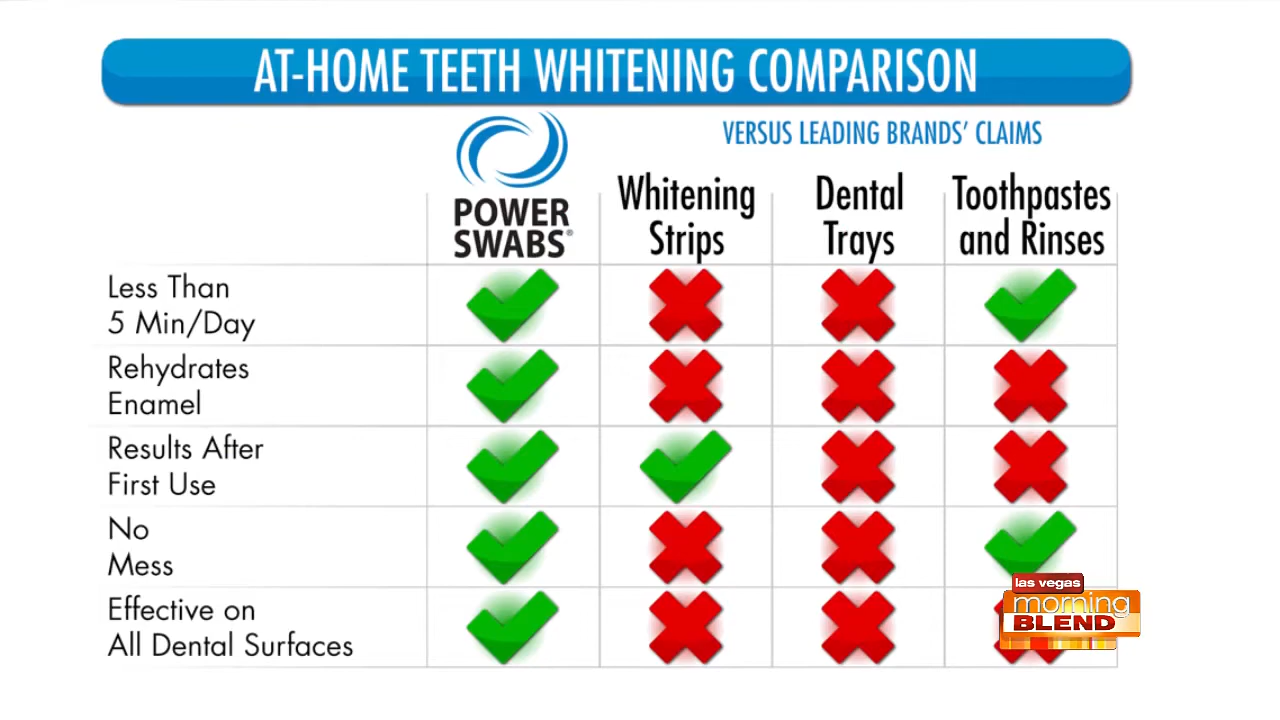 AT-HOME TEETH WHITENING COMPARISON
VERSUS LEADING BRANDS' CLAIMS
POWER
SWABS®
Whitening
Strips
Dental
Trays
Toothpastes
and Rinses
Less Than
5 Min/Day
Rehydrates
Enamel
Results After
First Use
No
Mess
Effective on
All Dental Surfaces
las vegas
morning
BLEND